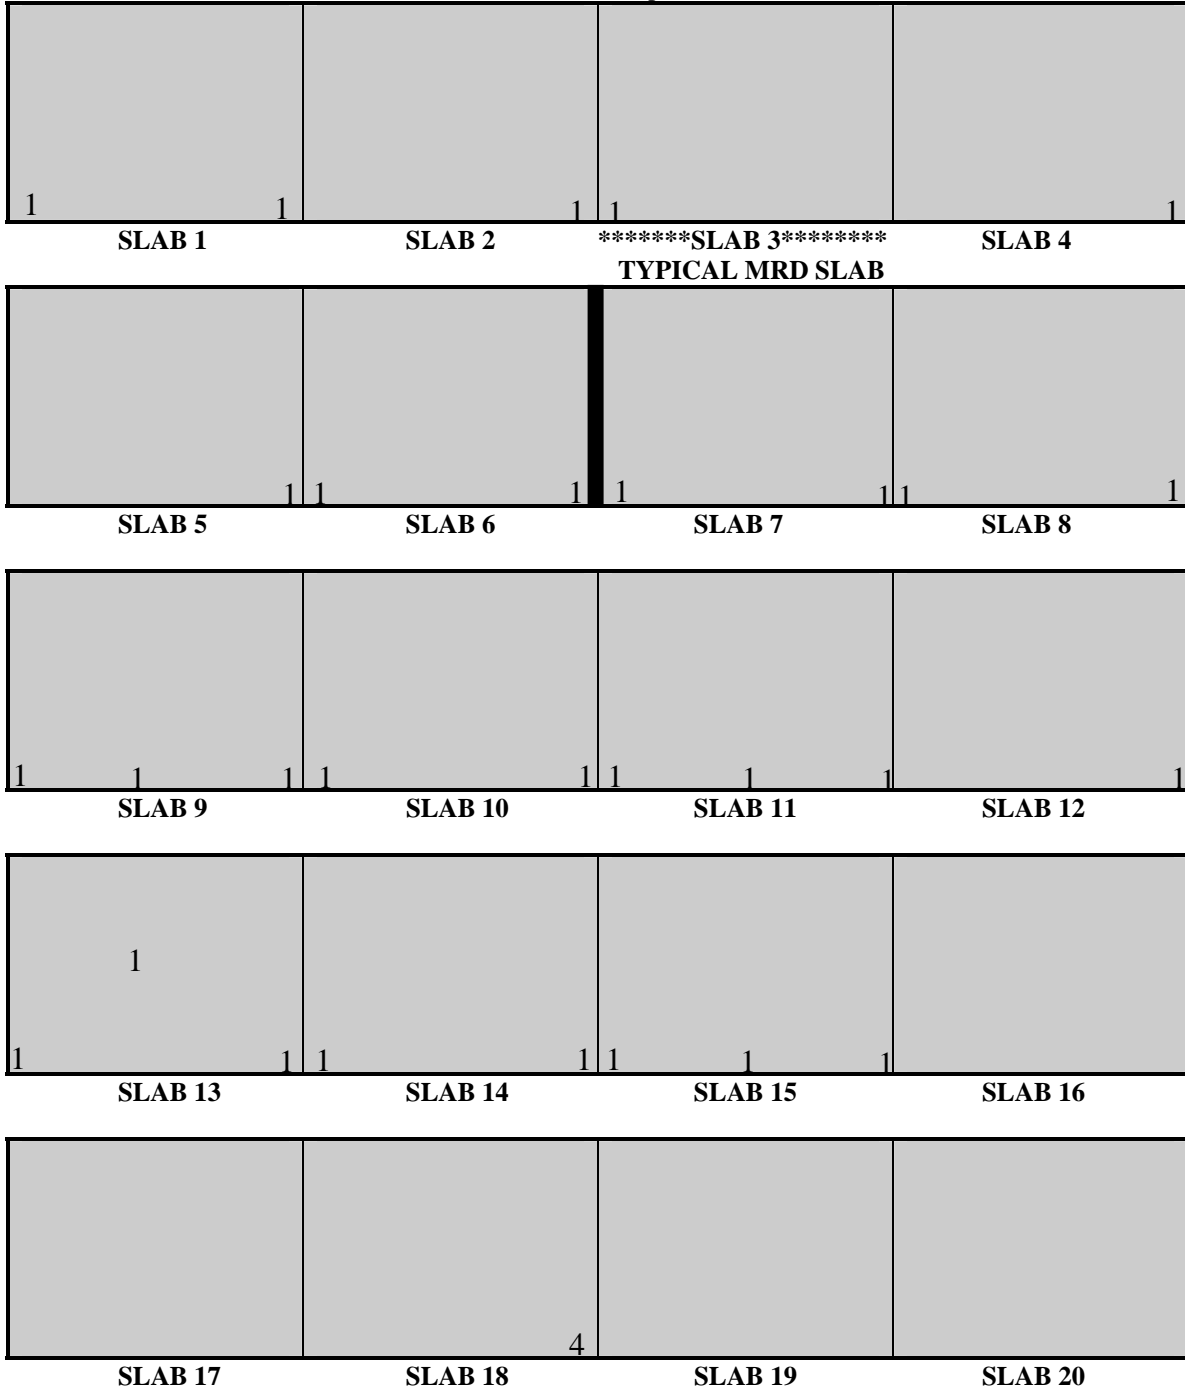 1 1 1 1 1
SLAB 1 SLAB 2 *******SLAB 3******** SLAB 4
TYPICAL MRD SLAB
1 1 1 1 1 1 1
SLAB 5 SLAB 6 SLAB 7 SLAB 8
1 1 1 1 1 1 1 1 1
SLAB 9 SLAB 10 SLAB 11 SLAB 12
1
1 1 1 1 1 1 1
SLAB 13 SLAB 14 SLAB 15 SLAB 16
4
SLAB 17 SLAB 18 SLAB 19 SLAB 20